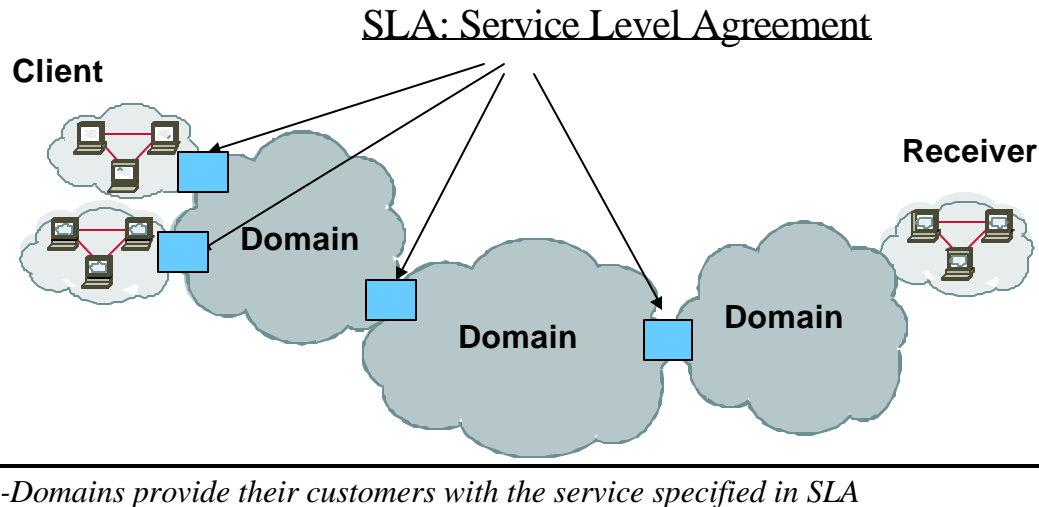 SLA: Service Level Agreement
Client
Receiver
Domain
Domain
Domain
-Domains provide their customers with the service specified in SLA